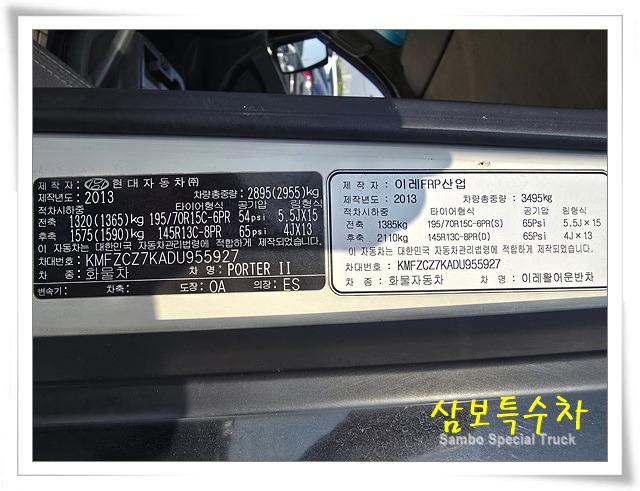 제 작 자 : 현대자동차㈜
제작년도: 2013 차량총중량: 2895(2955)kg
적차시하중 타이어형식 공기압 림형식
전축 1320(1365)kg 195/70R15C-6PR 54psi 5.5JX15
후축 1575(1590)kg 145R13C-8PR 65psi 4JX13
이 자동차는 대한민국 자동차관리법령에 적합하게 제작되었습니다.
차대번호: KMFZCZ7KADU955927
차 종: 화물차 차 명: PORTER II
변속기: 차축: 도장: OA 의장: ES
제 작 자 : 이레FRP산업
제작년도 : 2013 차량총중량 : 3495kg
적차시하중 타이어형식 공기압 림형식
전축 1385kg 195/70R15C-6PR(S) 65Psi 5.5J×15
후축 2110kg 145R13C-8PR(D) 65Psi 4J×13
이 자동차는 대한민국 자동차관리법령에 적합하게 제작되었습니다.
차대번호 : KMFZCZ7KADU955927
차 종 : 화물자동차 차 명 : 이레활어운반차
삼보특수차
Sambo Special Truck